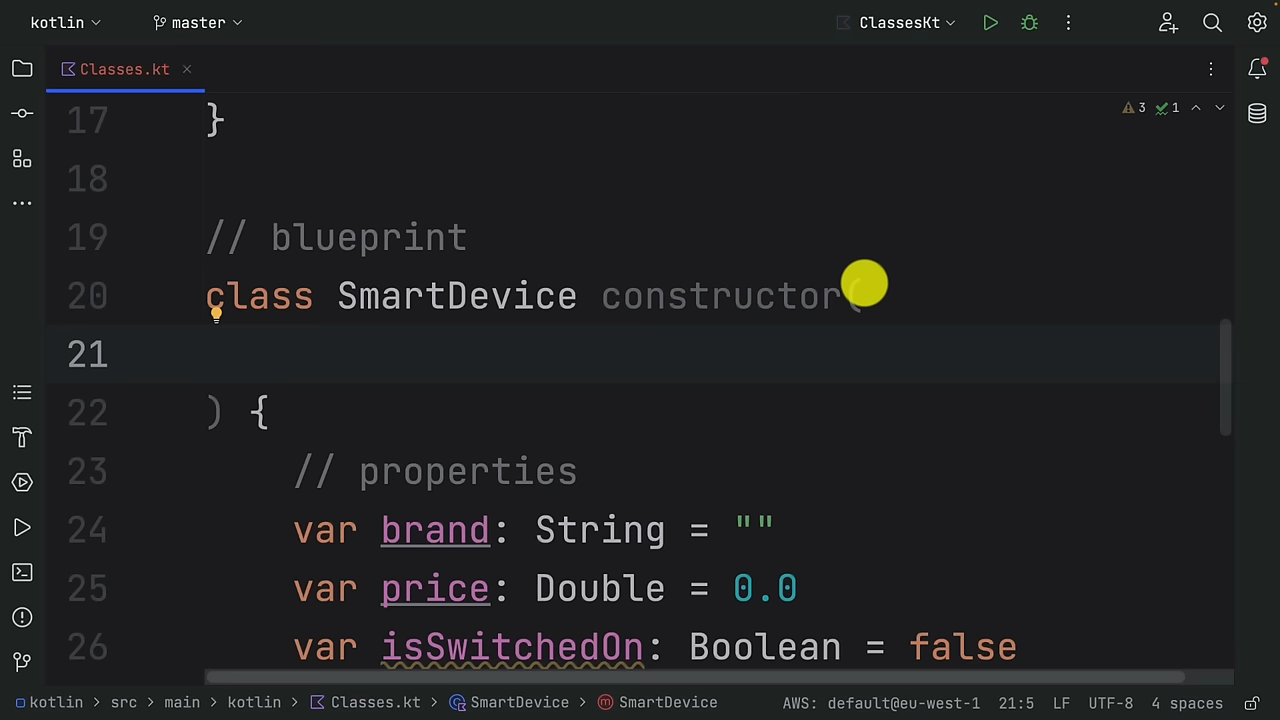 kotlin
master
ClassesKt
Classes.kt
3
1
17 }
18
19 // blueprint
20 class SmartDevice constructor(
21
22 ) {
23 // properties
24 var brand: String = ""
25 var price: Double = 0.0
26 var isSwitchedOn: Boolean = false
kotlin > src > main > kotlin > Classes.kt > SmartDevice > SmartDevice
AWS: default@eu-west-1 21:5 LF UTF-8 4 spaces